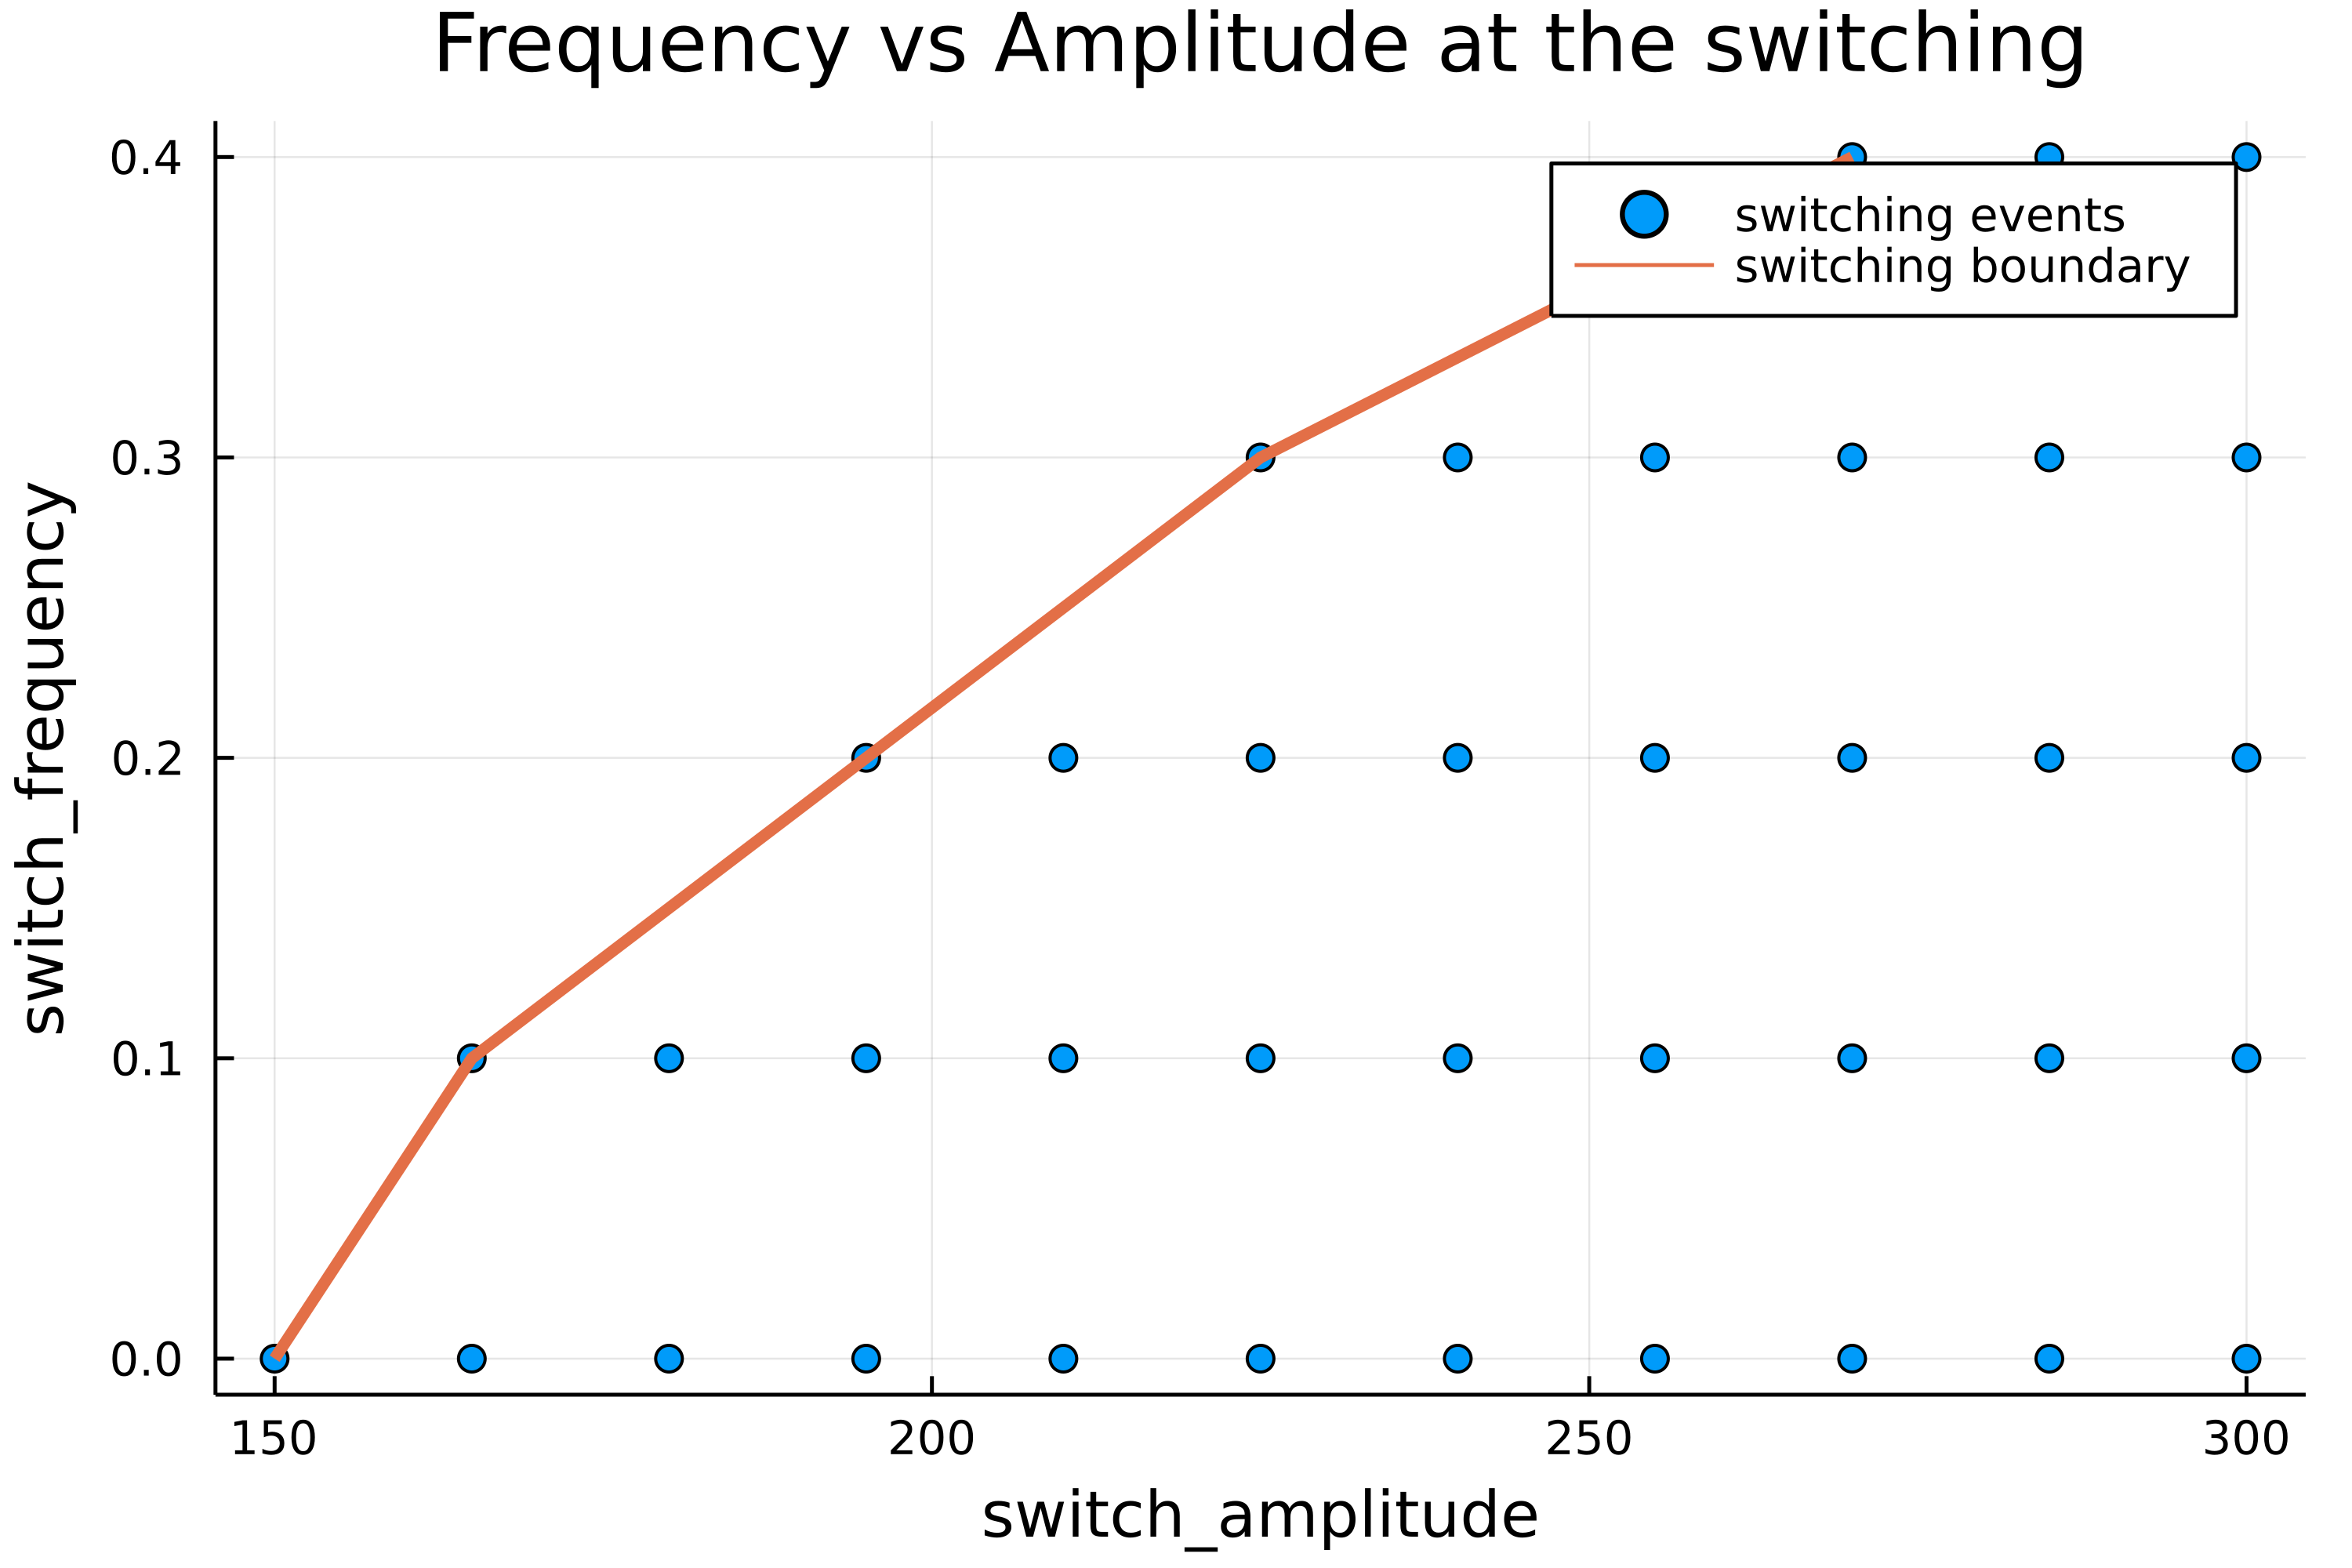 Frequency vs Amplitude at the switching
0.4
switching events
switching boundary
0.3
switch_frequency
0.2
0.1
0.0
150 200 250 300
switch_amplitude